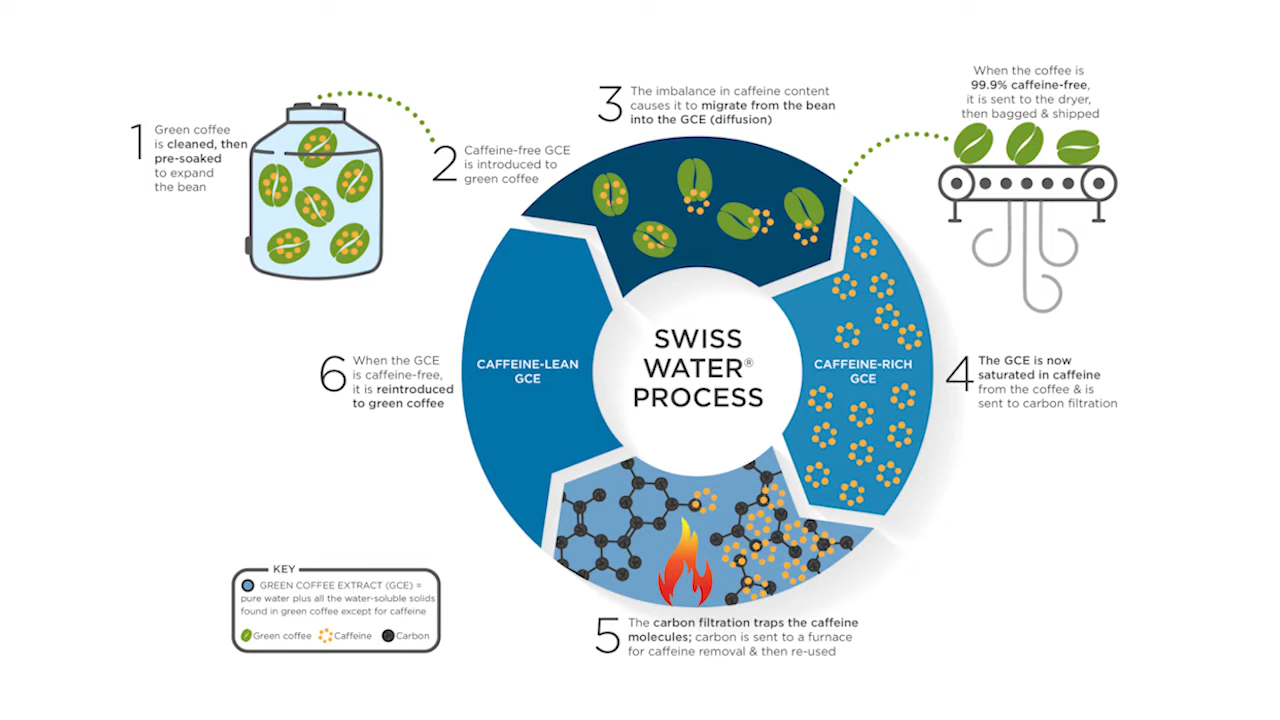 1
Green coffee
is cleaned, then
pre-soaked
to expand
the bean
2
Caffeine-free GCE
is introduced to
green coffee
3
The imbalance in caffeine content
causes it to migrate from the bean
into the GCE (diffusion)
When the coffee is
99.9% caffeine-free,
it is sent to the dryer,
then bagged & shipped
SWISS
WATER®
PROCESS
CAFFEINE-RICH
GCE
4
The GCE is now
saturated in caffeine
from the coffee & is
sent to carbon filtration
5
The carbon filtration traps the caffeine
molecules; carbon is sent to a furnace
for caffeine removal & then re-used
6
When the GCE
is caffeine-free,
it is reintroduced
to green coffee
CAFFEINE-LEAN
GCE
KEY
GREEN COFFEE EXTRACT (GCE) =
pure water plus all the water-soluble solids
found in green coffee except for caffeine
Green coffee Caffeine Carbon